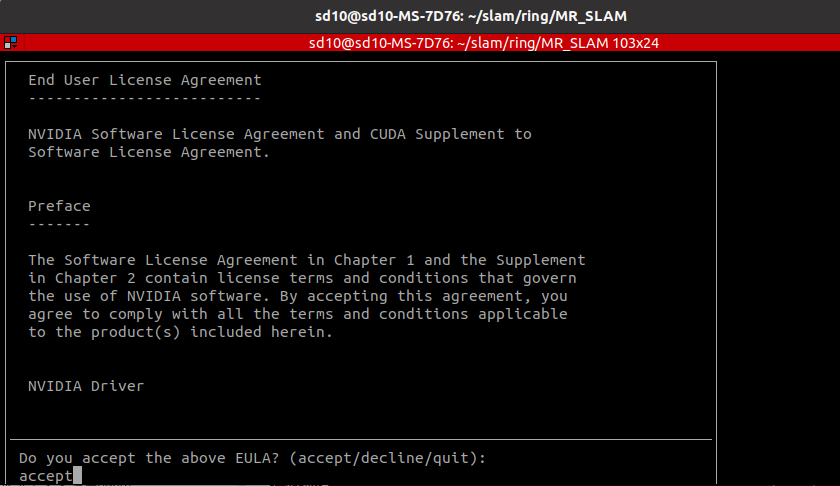 sd10@sd10-MS-7D76: ~/slam/ring/MR_SLAM
sd10@sd10-MS-7D76: ~/slam/ring/MR_SLAM 103x24
End User License Agreement
--------------------------
NVIDIA Software License Agreement and CUDA Supplement to
Software License Agreement.
Preface
-------
The Software License Agreement in Chapter 1 and the Supplement
in Chapter 2 contain license terms and conditions that govern
the use of NVIDIA software. By accepting this agreement, you
agree to comply with all the terms and conditions applicable
to the product(s) included herein.
NVIDIA Driver
Do you accept the above EULA? (accept/decline/quit):
accept